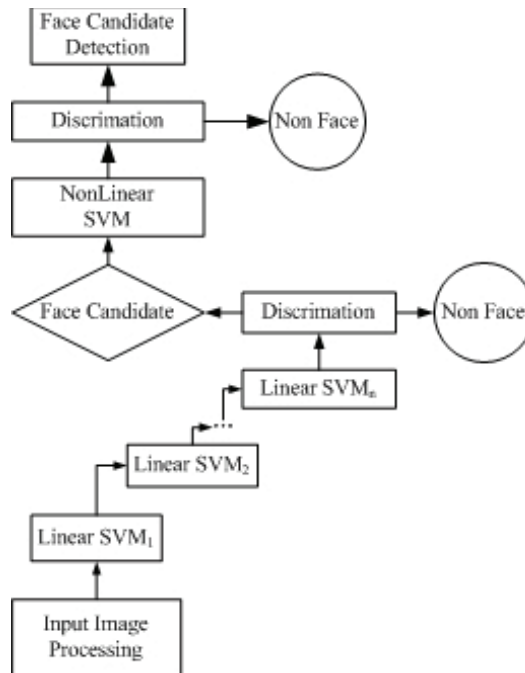 Face Candidate
Detection
Discrimation
Non Face
NonLinear
SVM
Face Candidate
Discrimation
Non Face
Linear SVMₙ
...
Linear SVM₂
Linear SVM₁
Input Image
Processing